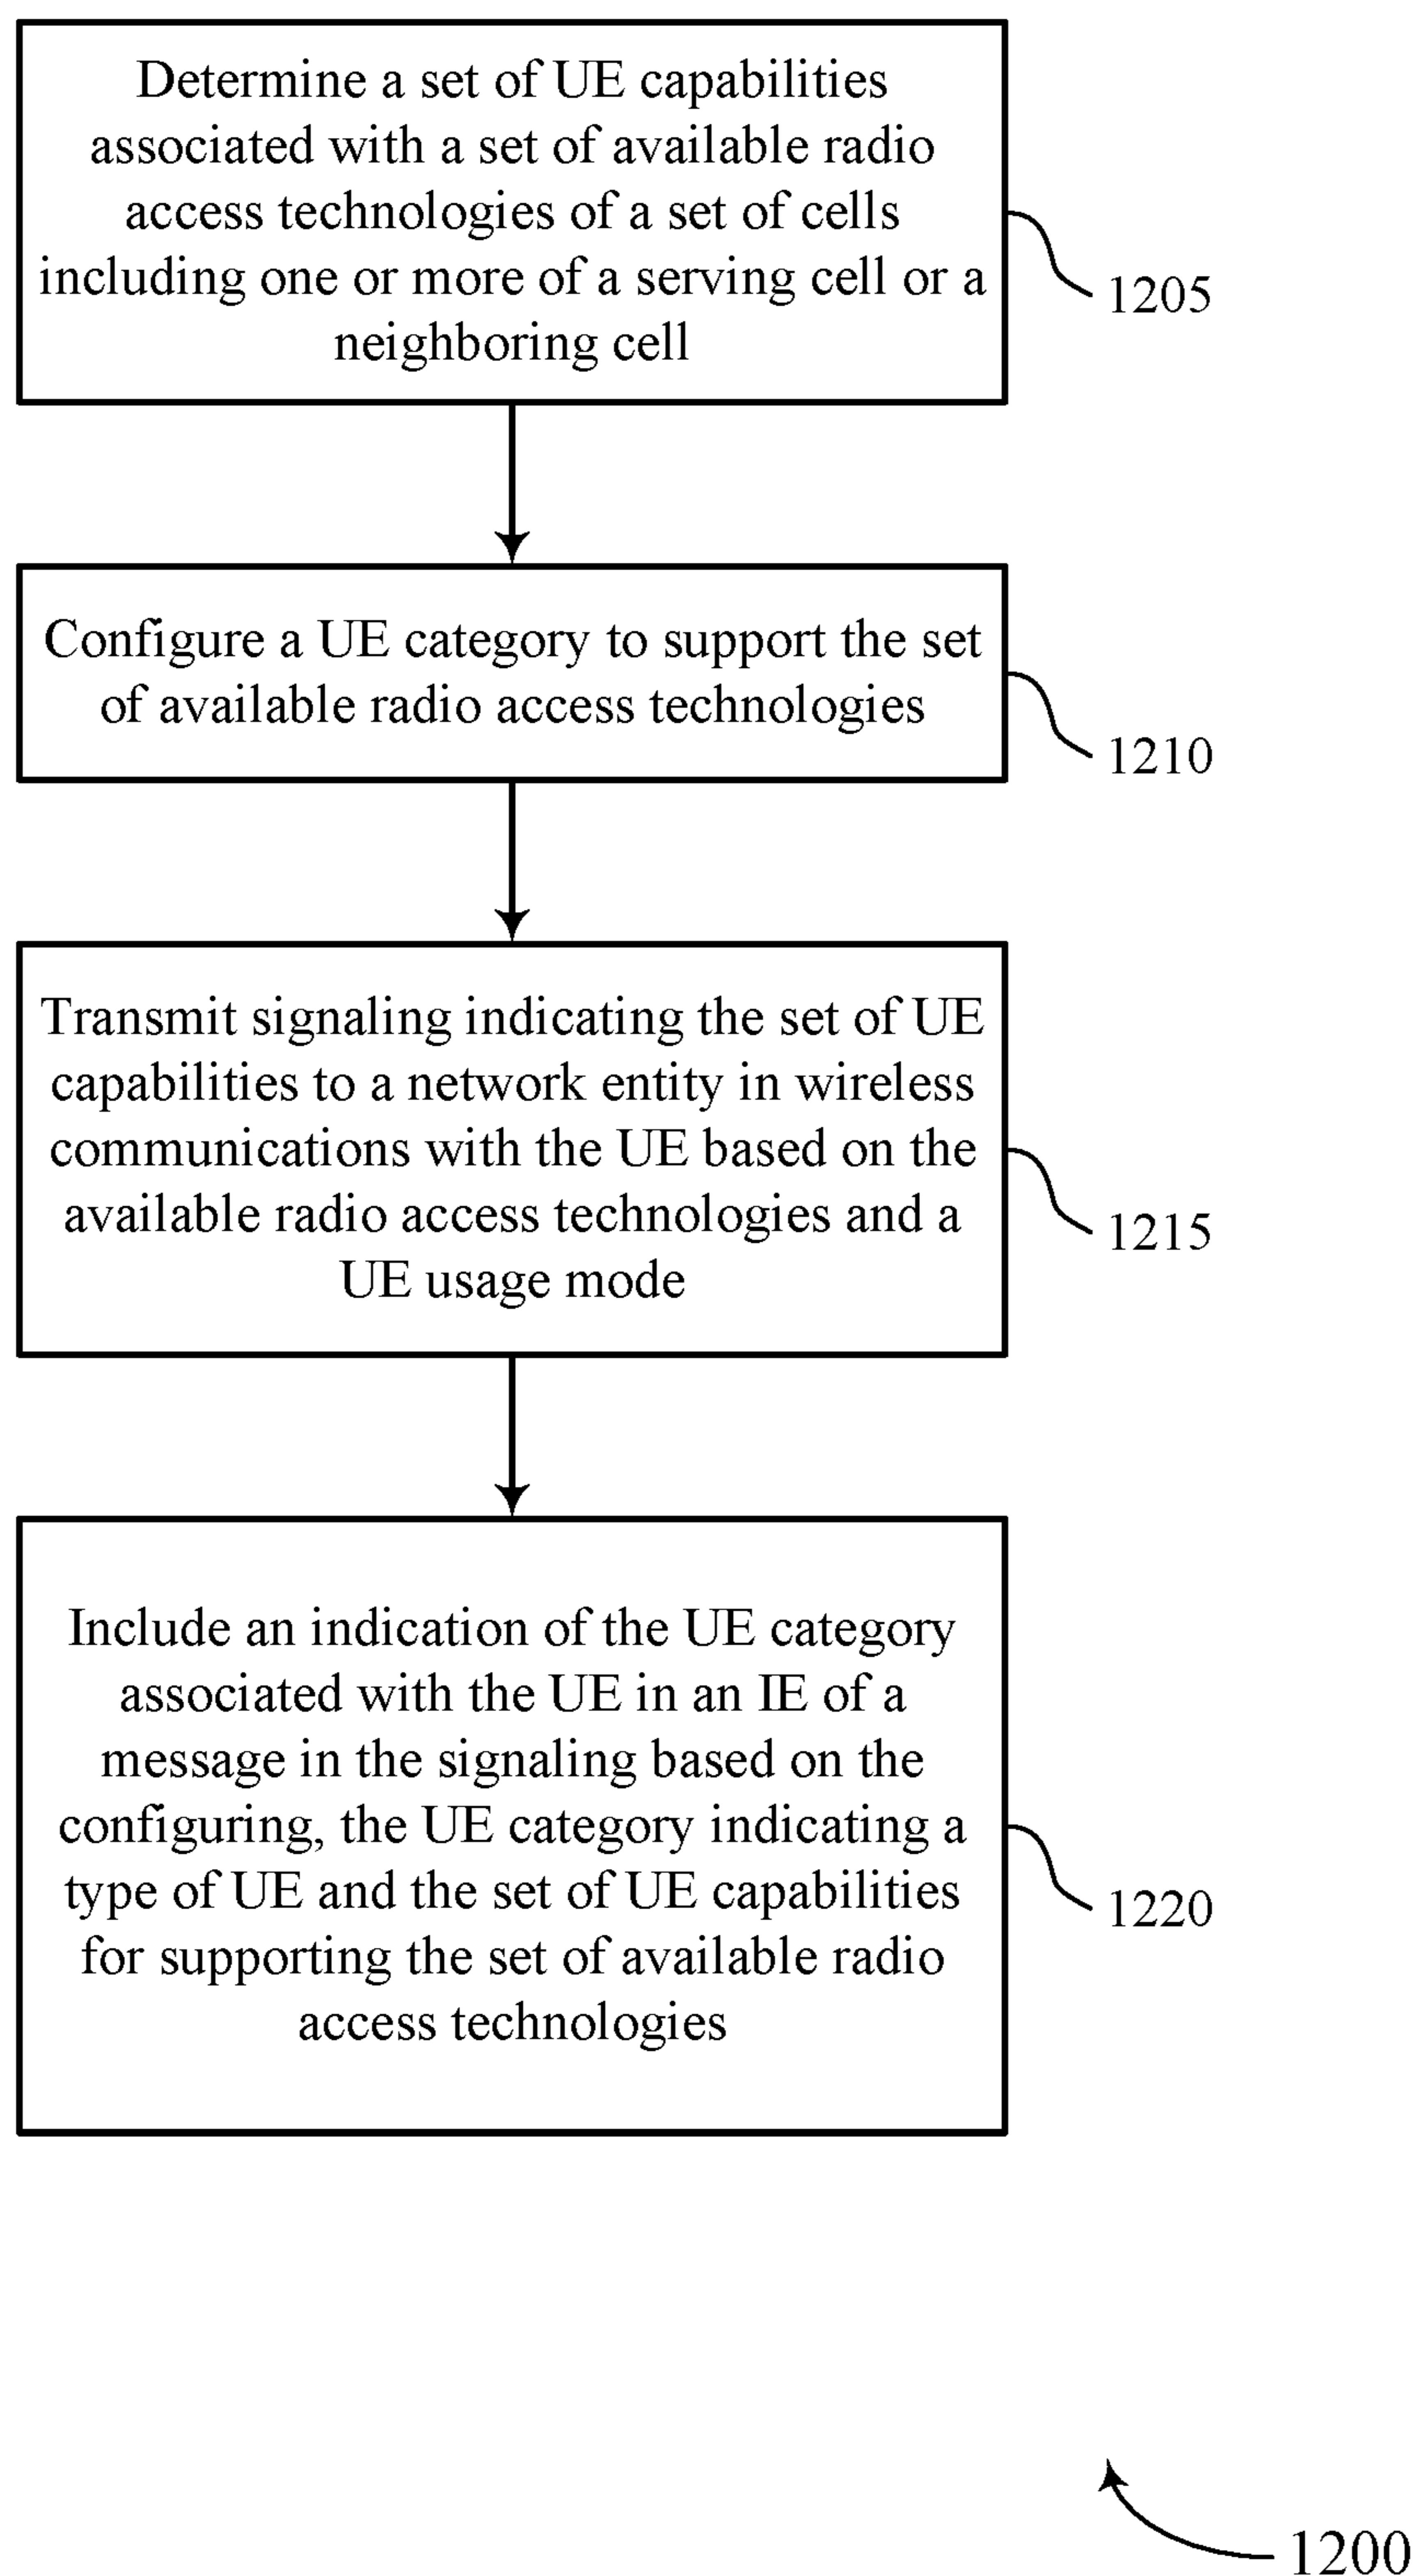 Determine a set of UE capabilities
associated with a set of available radio
access technologies of a set of cells
including one or more of a serving cell or a
neighboring cell
1205
Configure a UE category to support the set
of available radio access technologies
1210
Transmit signaling indicating the set of UE
capabilities to a network entity in wireless
communications with the UE based on the
available radio access technologies and a
UE usage mode
1215
Include an indication of the UE category
associated with the UE in an IE of a
message in the signaling based on the
configuring, the UE category indicating a
type of UE and the set of UE capabilities
for supporting the set of available radio
access technologies
1220
1200